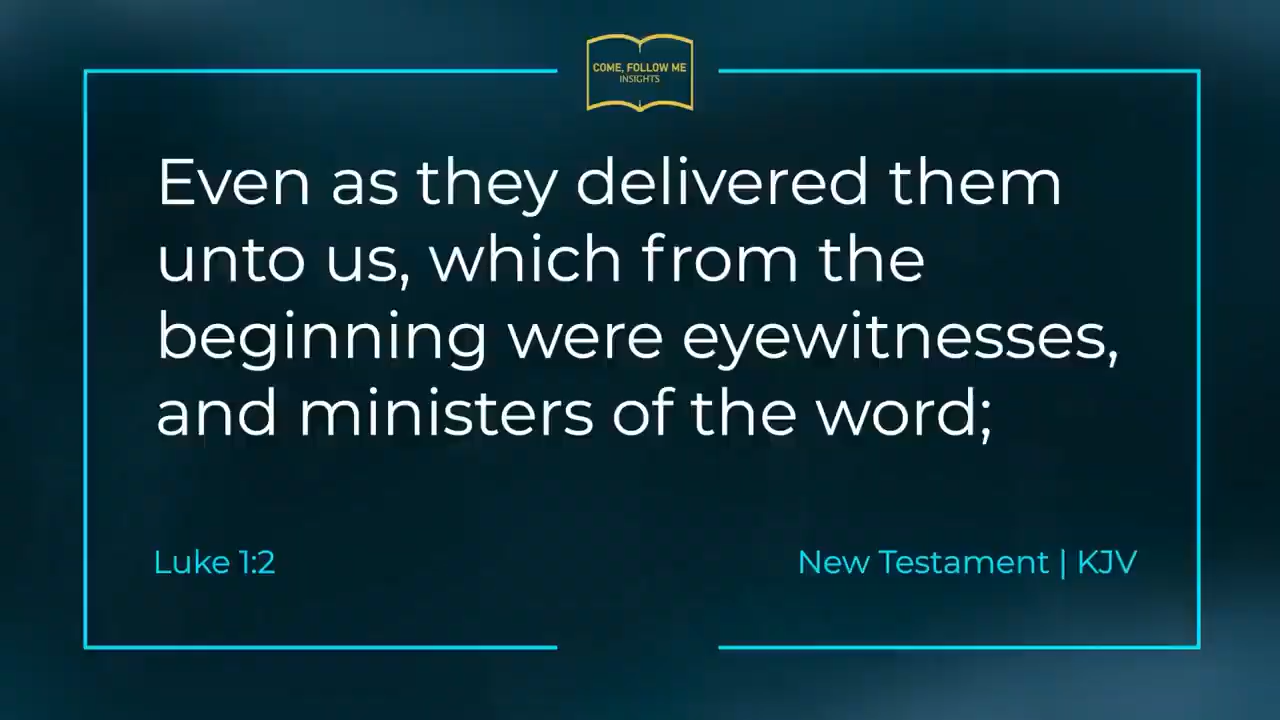 COME, FOLLOW ME
INSIGHTS
Even as they delivered them
unto us, which from the
beginning were eyewitnesses,
and ministers of the word;
Luke 1:2
New Testament | KJV